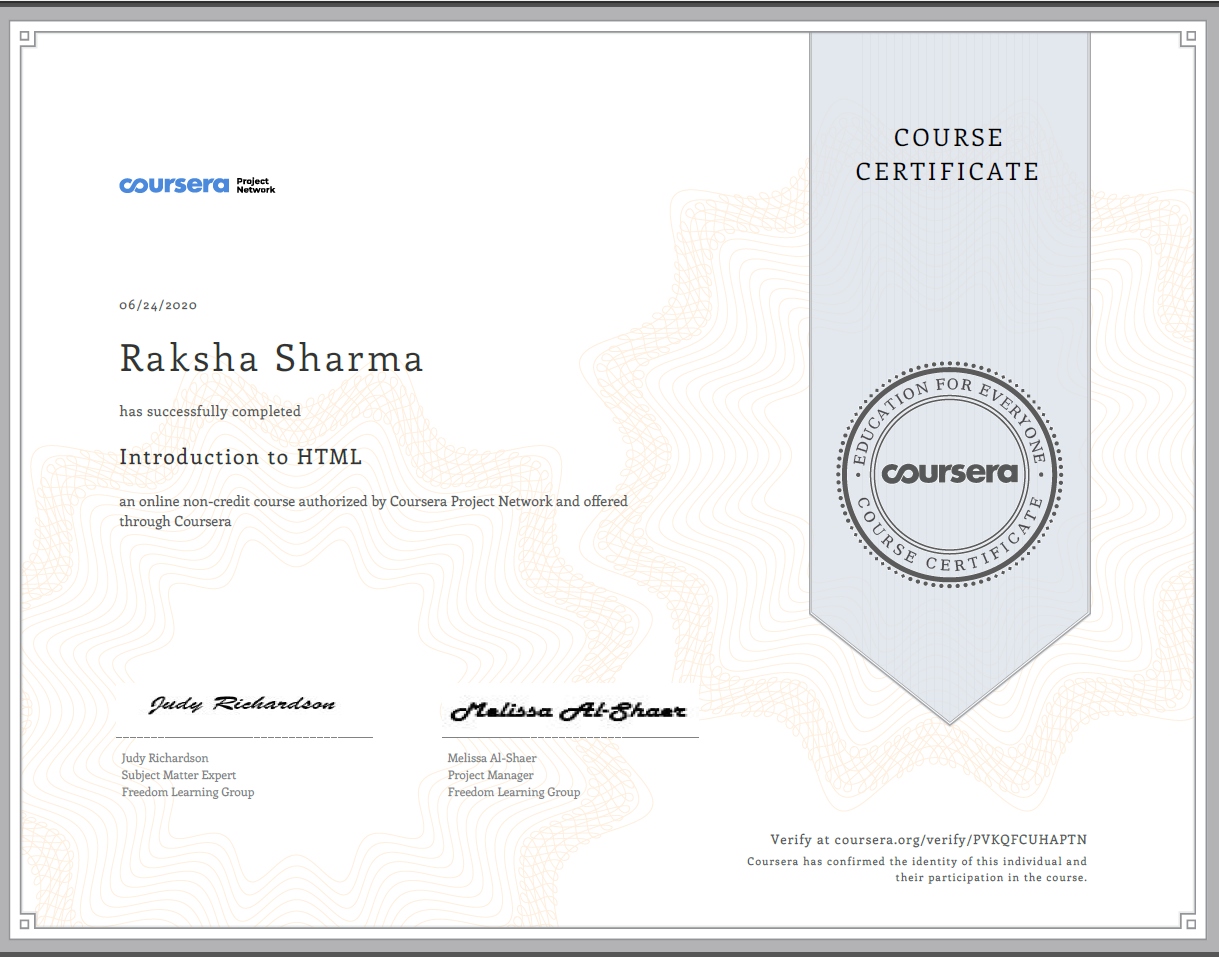 COURSE
CERTIFICATE
coursera Project
Network
06/24/2020
Raksha Sharma
has successfully completed
Introduction to HTML
an online non-credit course authorized by Coursera Project Network and offered
through Coursera
EDUCATION FOR EVERYONE
coursera
COURSE CERTIFICATE
Judy Richardson
Melissa Al-Shaer
Judy Richardson
Subject Matter Expert
Freedom Learning Group
Melissa Al-Shaer
Project Manager
Freedom Learning Group
Verify at coursera.org/verify/PVKQFCUHAPTN
Coursera has confirmed the identity of this individual and
their participation in the course.